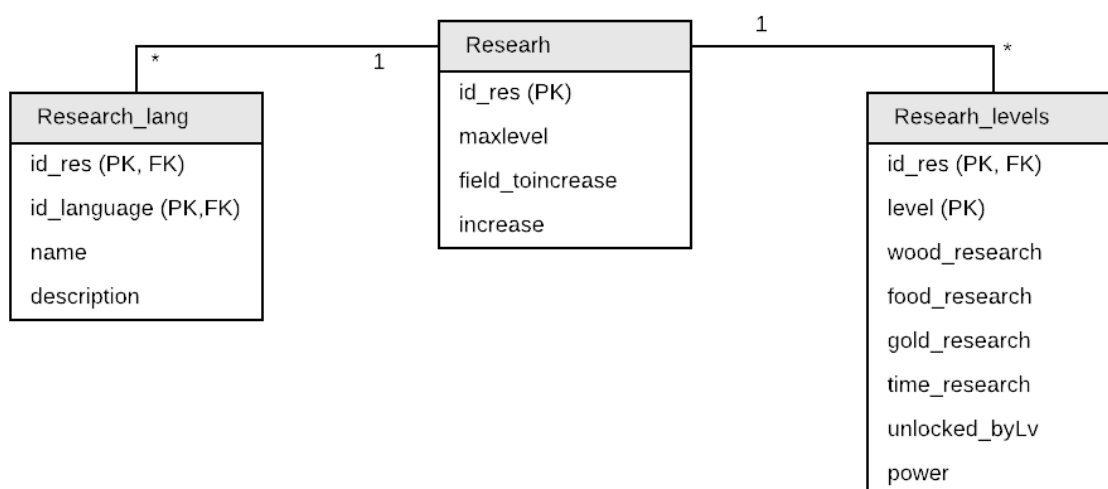 Researh
id_res (PK)
maxlevel
field_toincrease
increase
1
*
1
*
Research_lang
id_res (PK, FK)
id_language (PK,FK)
name
description
Researh_levels
id_res (PK, FK)
level (PK)
wood_research
food_research
gold_research
time_research
unlocked_byLv
power